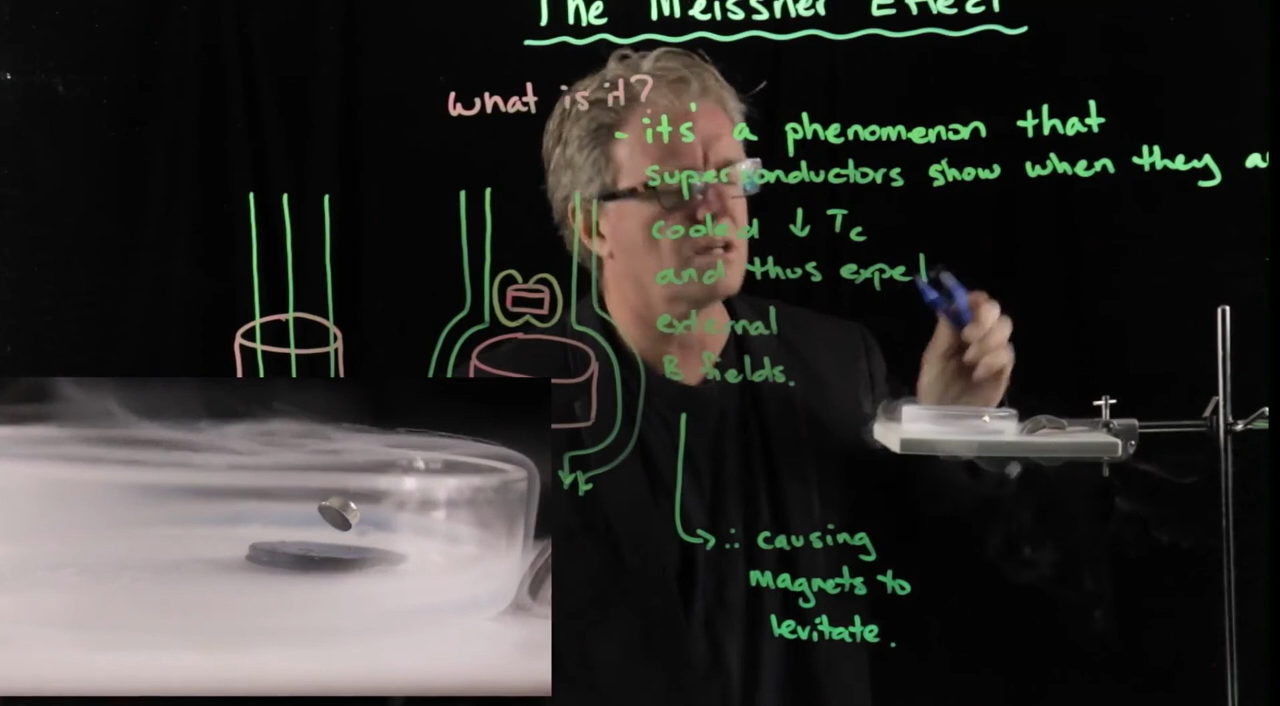 The Meissner Effect
what is it?
- it's a phenomenon that
superconductors show when they a
cooled ↓ Tc
and thus expel
external
B fields.
∴ causing
magnets to
levitate.